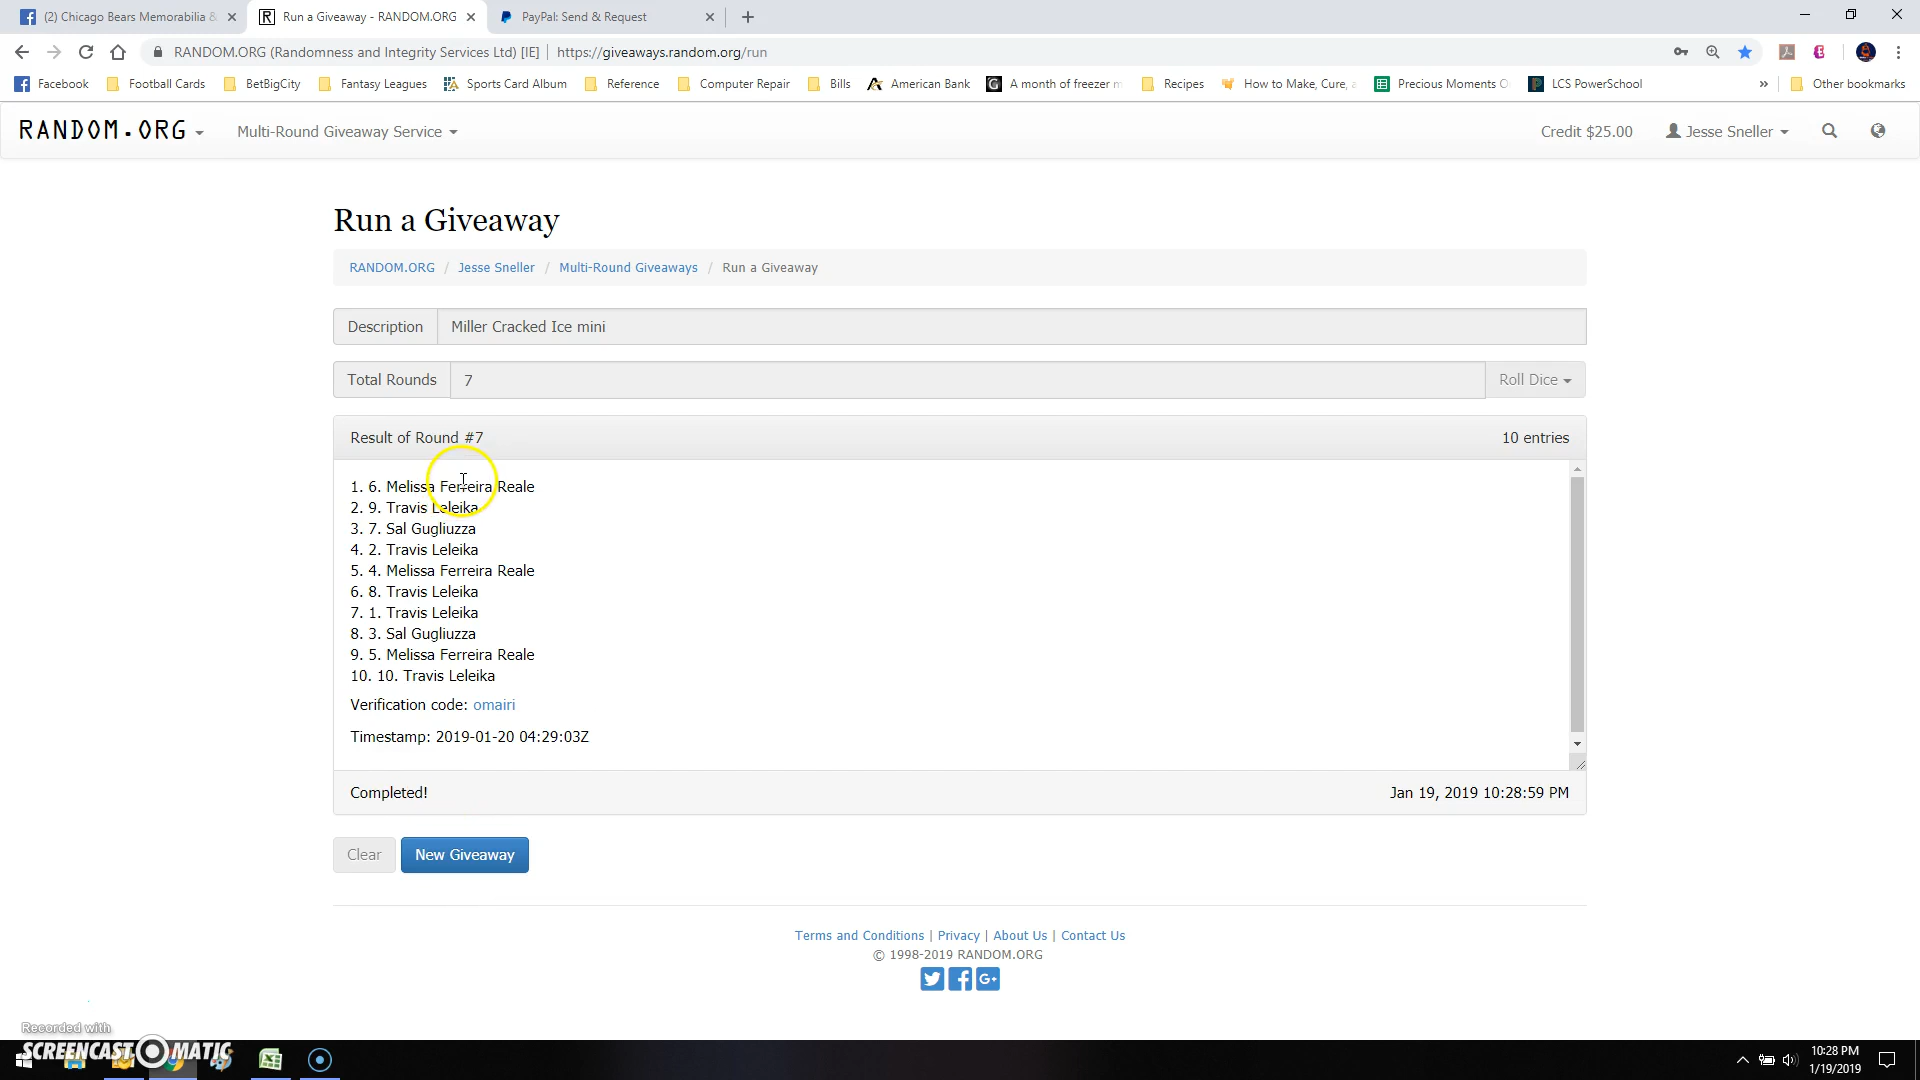 (2) Chicago Bears Memorabilia &
Run a Giveaway - RANDOM.ORG
PayPal: Send & Request
RANDOM.ORG (Randomness and Integrity Services Ltd) [IE]
https://giveaways.random.org/run
Facebook
Football Cards
BetBigCity
Fantasy Leagues
Sports Card Album
Reference
Computer Repair
Bills
American Bank
A month of freezer
Recipes
How to Make, Cure,
Precious Moments
LCS PowerSchool
»
Other bookmarks
RANDOM.ORG
Multi-Round Giveaway Service
Credit $25.00
Jesse Sneller
Run a Giveaway
RANDOM.ORG / Jesse Sneller / Multi-Round Giveaways / Run a Giveaway
Description Miller Cracked Ice mini
Total Rounds 7 Roll Dice
Result of Round #7 10 entries
1. 6. Melissa Ferreira Reale
2. 9. Travis Leleika
3. 7. Sal Gugliuzza
4. 2. Travis Leleika
5. 4. Melissa Ferreira Reale
6. 8. Travis Leleika
7. 1. Travis Leleika
8. 3. Sal Gugliuzza
9. 5. Melissa Ferreira Reale
10. 10. Travis Leleika
Verification code: omairi
Timestamp: 2019-01-20 04:29:03Z
Completed! Jan 19, 2019 10:28:59 PM
Clear New Giveaway
Terms and Conditions | Privacy | About Us | Contact Us
© 1998-2019 RANDOM.ORG
Recorded with
SCREENCAST MATIC
10:28 PM
1/19/2019